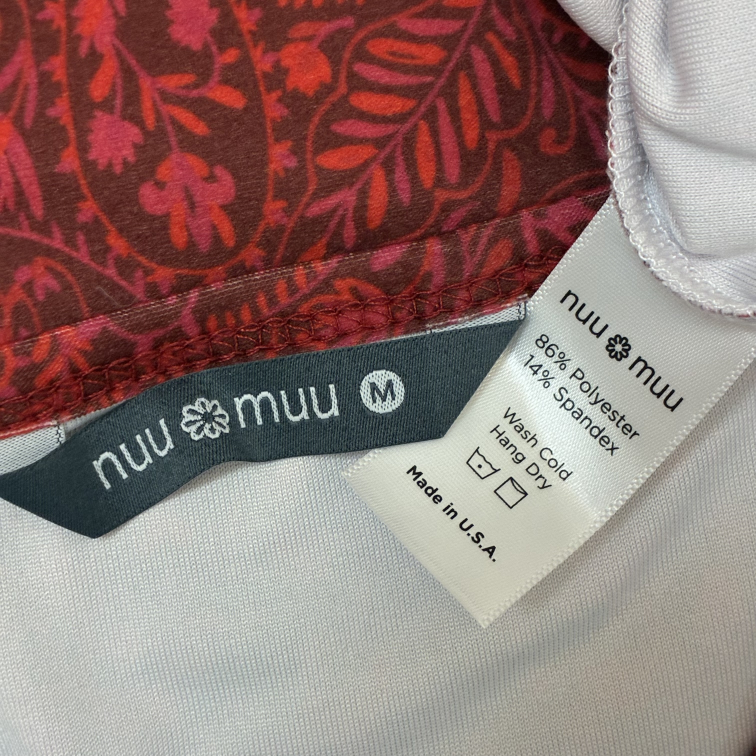 nuu muu M
nuu muu
86% Polyester
14% Spandex
Wash Cold
Hang Dry
Made in U.S.A.